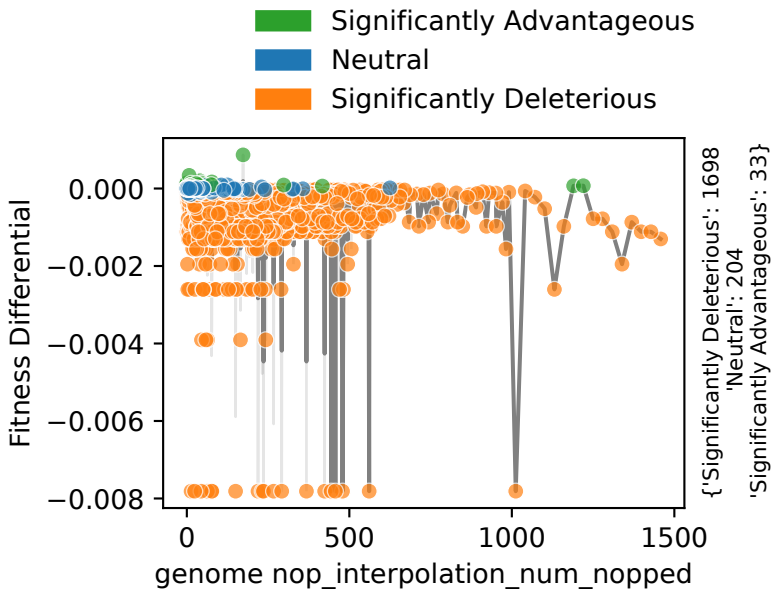 Significantly Advantageous
Neutral
Significantly Deleterious
Fitness Differential
0.000
−0.002
−0.004
−0.006
−0.008
0
500
1000
1500
genome nop_interpolation_num_nopped
{'Significantly Deleterious': 1698
'Neutral': 204
'Significantly Advantageous': 33}